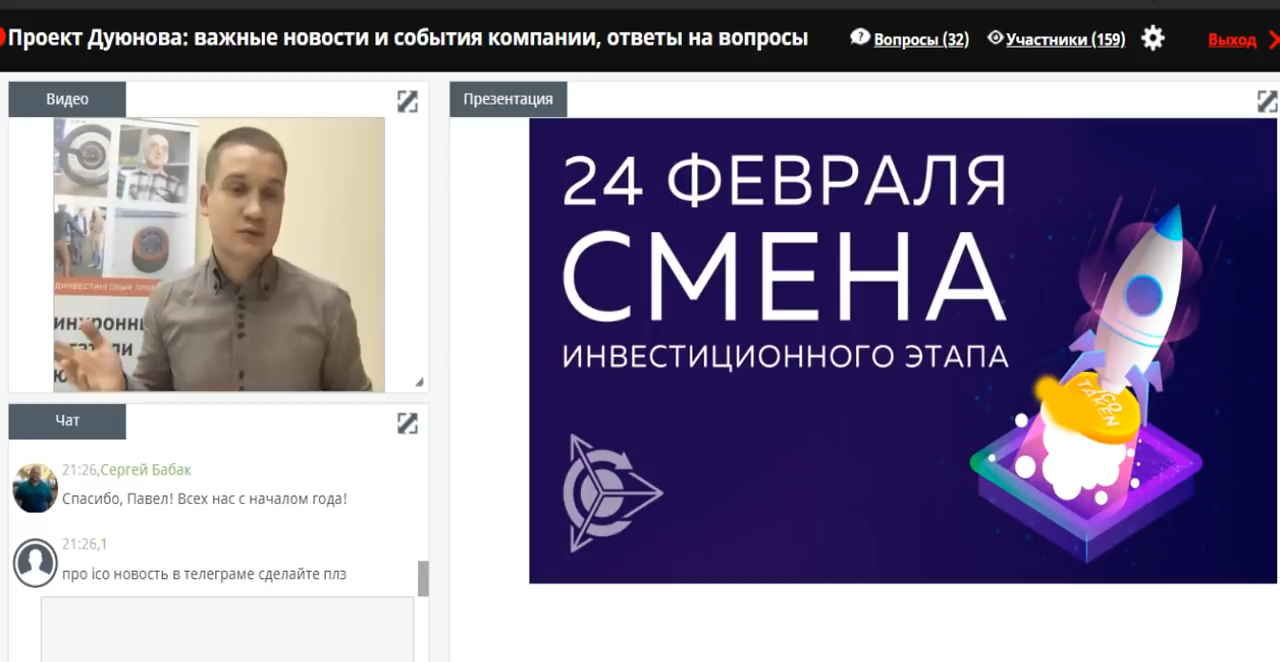 Проект Дуюнова: важные новости и события компании, ответы на вопросы
Вопросы (32)
Участники (159)
Выход
Видео
Презентация
24 ФЕВРАЛЯ
СМЕНА
ИНВЕСТИЦИОННОГО ЭТАПА
ICO
TAKEN
Чат
21:26,Сергей Бабак
Спасибо, Павел! Всех нас с началом года!
21:26,1
про ico новость в телеграме сделайте плз